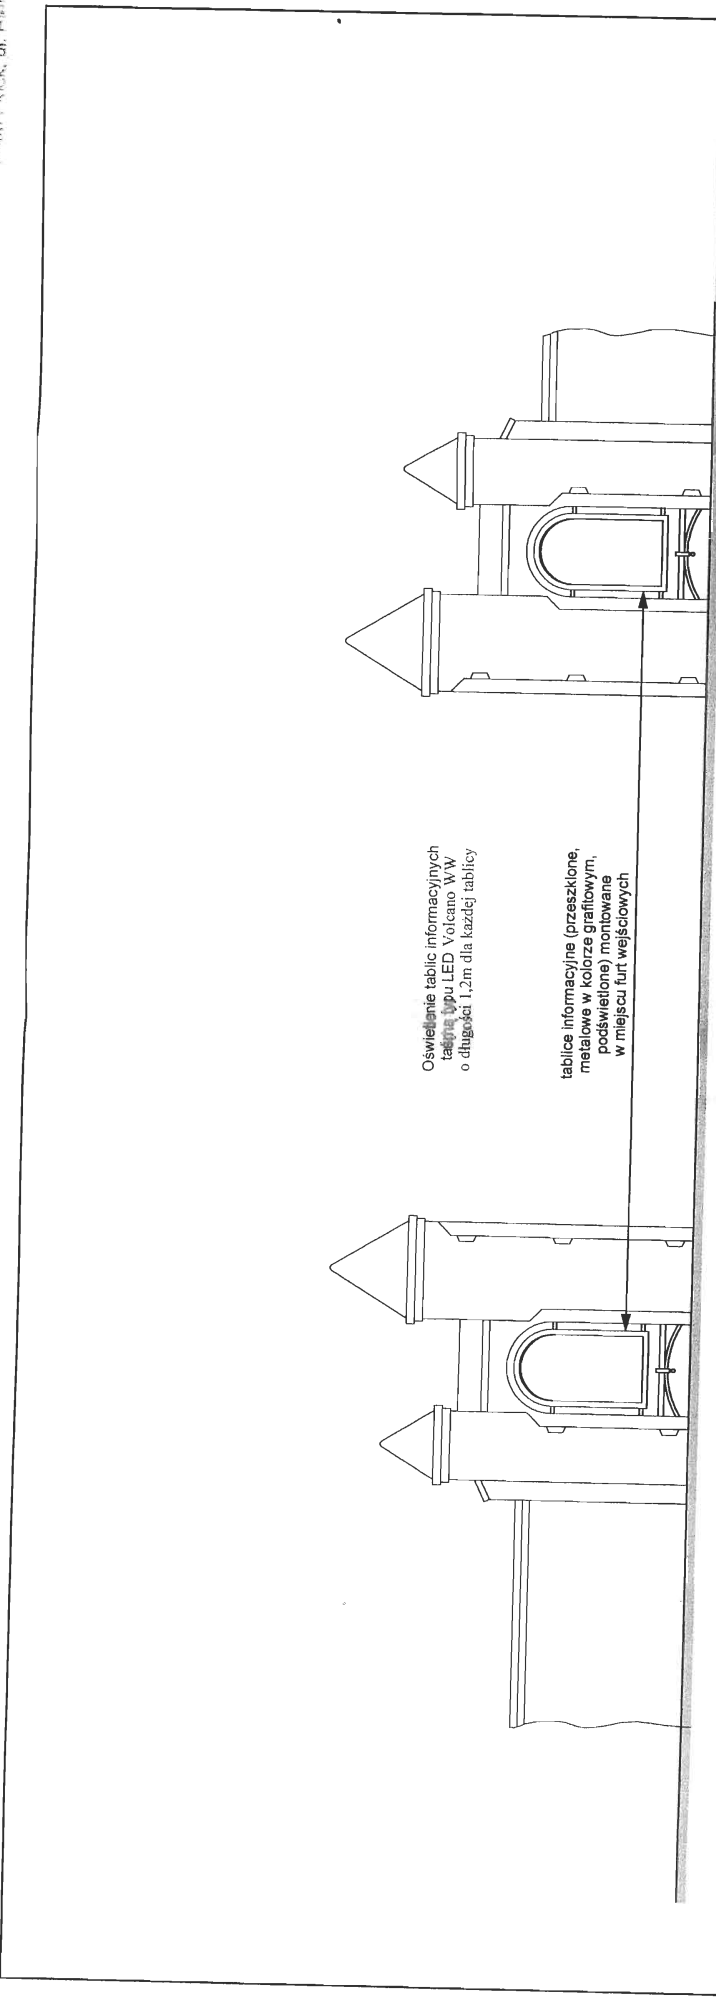 Oświetlenie tablic informacyjnych
taśmą typu LED Volcano WW
o długości 1,2m dla każdej tablicy
tablice informacyjne (przeszklone,
metalowe w kolorze grafitowym,
podświetlone) montowane
w miejscu furt wejściowych